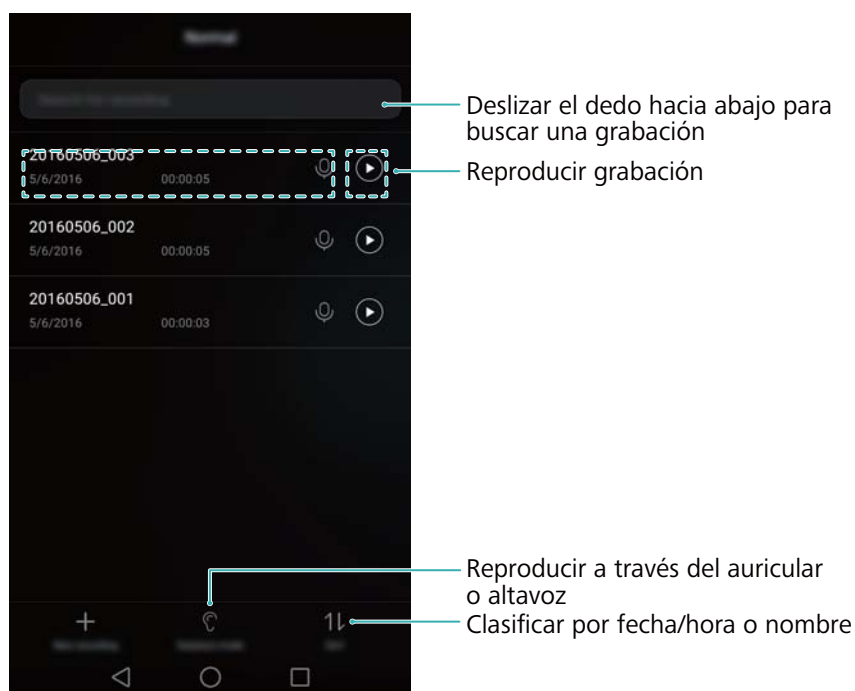 Normal
Deslizar el dedo hacia abajo para
buscar una grabación
20160506_003
5/6/2016 00:00:05
Reproducir grabación
20160506_002
5/6/2016 00:00:05
20160506_001
5/6/2016 00:00:03
Reproducir a través del auricular
o altavoz
Clasificar por fecha/hora o nombre